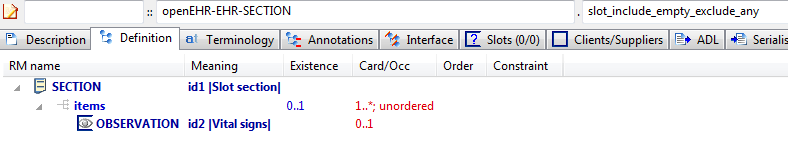 :: openEHR-EHR-SECTION . slot_include_empty_exclude_any
Description Definition Terminology Annotations Interface Slots (0/0) Clients/Suppliers ADL Serialis
RM name Meaning Existence Card/Occ Order Constraint
SECTION id1 |Slot section|
items 0..1 1..*; unordered
OBSERVATION id2 |Vital signs| 0..1